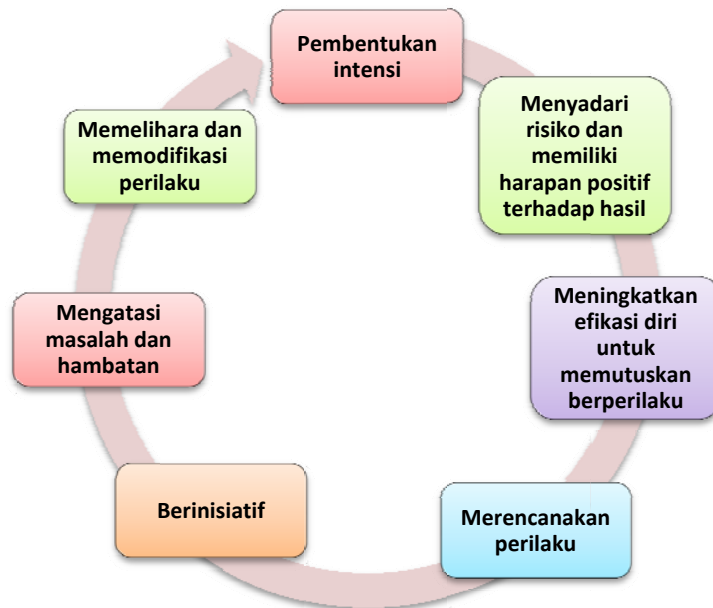 Pembentukan
intensi
Menyadari
risiko dan
memiliki
harapan positif
terhadap hasil
Meningkatkan
efikasi diri
untuk
memutuskan
berperilaku
Merencanakan
perilaku
Berinisiatif
Mengatasi
masalah dan
hambatan
Memelihara dan
memodifikasi
perilaku